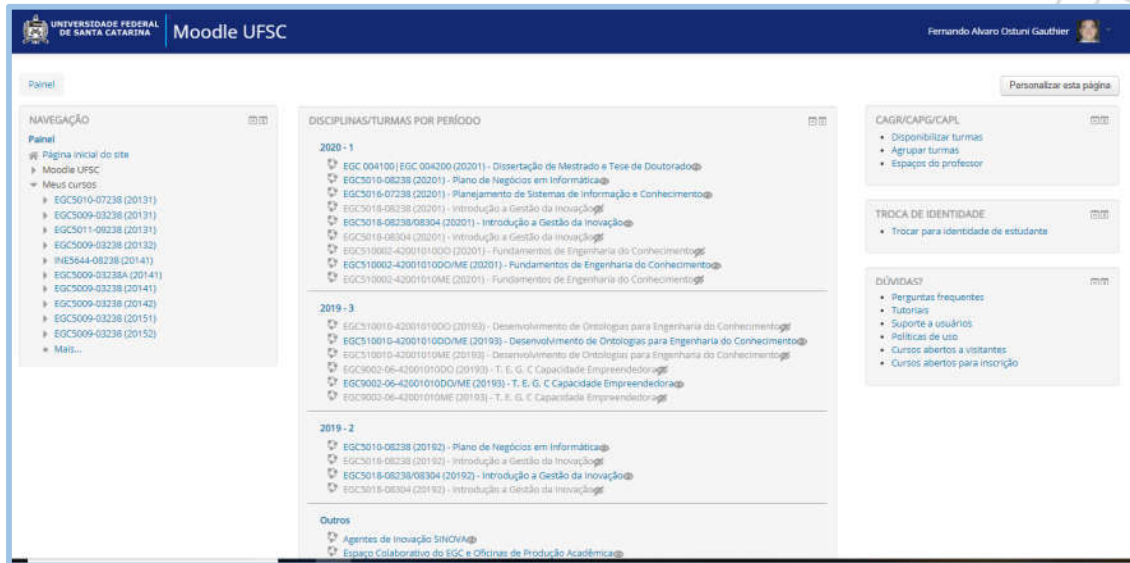 UNIVERSIDADE FEDERAL
DE SANTA CATARINA
Moodle UFSC
Fernando Alvaro Ostuni Gauthier
Painel
Personalizar esta página
NAVEGAÇÃO
Painel
Página inicial do site
Moodle UFSC
Meus cursos
EGC5010-07238 (20131)
EGC5009-03238 (20131)
EGC5011-09238 (20131)
EGC5009-03238 (20132)
INE5644-08238 (20141)
EGC5009-03238A (20141)
EGC5009-03238 (20141)
EGC5009-03238 (20142)
EGC5009-03238 (20151)
EGC5009-03238 (20152)
Mais...
DISCIPLINAS/TURMAS POR PERÍODO
2020 - 1
EGC 004100|EGC 004200 (20201) - Dissertação de Mestrado e Tese de Doutorado
EGC5010-08238 (20201) - Plano de Negócios em Informática
EGC5016-07238 (20201) - Planejamento de Sistemas de Informação e Conhecimento
EGC5018-08238 (20201) - Introdução a Gestão da Inovação
EGC5018-08238/08304 (20201) - Introdução a Gestão da Inovação
EGC5018-08304 (20201) - Introdução a Gestão da Inovação
EGC510002-42001010DO (20201) - Fundamentos de Engenharia do Conhecimento
EGC510002-42001010DO/ME (20201) - Fundamentos de Engenharia do Conhecimento
EGC510002-42001010ME (20201) - Fundamentos de Engenharia do Conhecimento
2019 - 3
EGC510010-42001010DO (20193) - Desenvolvimento de Ontologias para Engenharia do Conhecimento
EGC510010-42001010DO/ME (20193) - Desenvolvimento de Ontologias para Engenharia do Conhecimento
EGC510010-42001010ME (20193) - Desenvolvimento de Ontologias para Engenharia do Conhecimento
EGC9002-06-42001010DO (20193) - T. E. G. C Capacidade Empreendedora
EGC9002-06-42001010DO/ME (20193) - T. E. G. C Capacidade Empreendedora
EGC9002-06-42001010ME (20193) - T. E. G. C Capacidade Empreendedora
2019 - 2
EGC5010-08238 (20192) - Plano de Negócios em Informática
EGC5018-08238 (20192) - Introdução a Gestão da Inovação
EGC5018-08238/08304 (20192) - Introdução a Gestão da Inovação
EGC5018-08304 (20192) - Introdução a Gestão da Inovação
Outros
Agentes de Inovação SINOVA
Espaço Colaborativo do EGC e Oficinas de Produção Acadêmica
CAGR/CAPG/CAPL
Disponibilizar turmas
Agrupar turmas
Espaços do professor
TROCA DE IDENTIDADE
Trocar para identidade de estudante
DÚVIDAS?
Perguntas frequentes
Tutoriais
Suporte a usuários
Políticas de uso
Cursos abertos a visitantes
Cursos abertos para inscrição